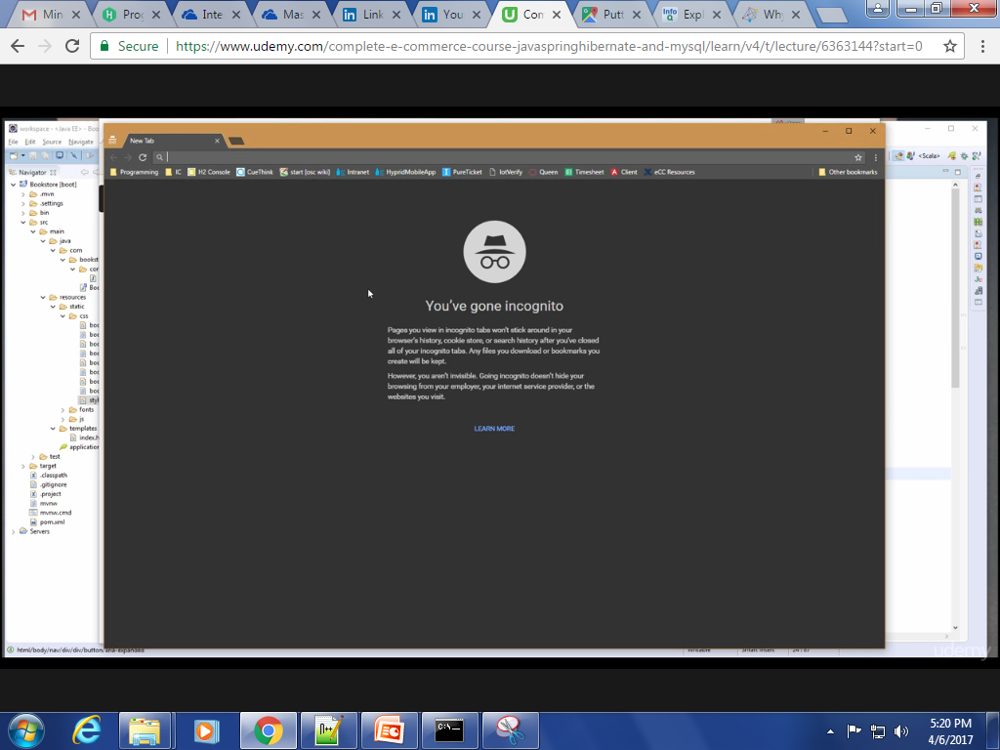 Min
Pro
Inte
Mas
Link
You
Con
Putt
Info Q
Expl
Why
Secure
https://www.udemy.com/complete-e-commerce-course-javaspringhibernate-and-mysql/learn/v4/t/lecture/6363144?start=0
workspace - <Java EE> - Boo
New Tab
File Edit Source Navigate
<Scala>
Programming IC H2 Console CueThink start [osc wiki] Intranet HypridMobileApp PureTicket IotVerify Queen Timesheet Client eCC Resources Other bookmarks
Navigator
Bookstore [boot]
.mvn
.settings
bin
src
main
java
com
bookst
con
Boo
resources
static
css
boo
boo
boo
boo
boo
boo
boo
boo
styl
fonts
js
templates
index.h
application
test
target
.classpath
.gitignore
.project
mvnw
mvnw.cmd
pom.xml
Servers
You've gone incognito
Pages you view in incognito tabs won't stick around in your
browser's history, cookie store, or search history after you've closed
all of your incognito tabs. Any files you download or bookmarks you
create will be kept.
However, you aren't invisible. Going incognito doesn't hide your
browsing from your employer, your internet service provider, or the
websites you visit.
LEARN MORE
html/body/nav/div/div/button/aria-expanded
Writable Smart Insert 24 : 67
udemy
5:20 PM
4/6/2017